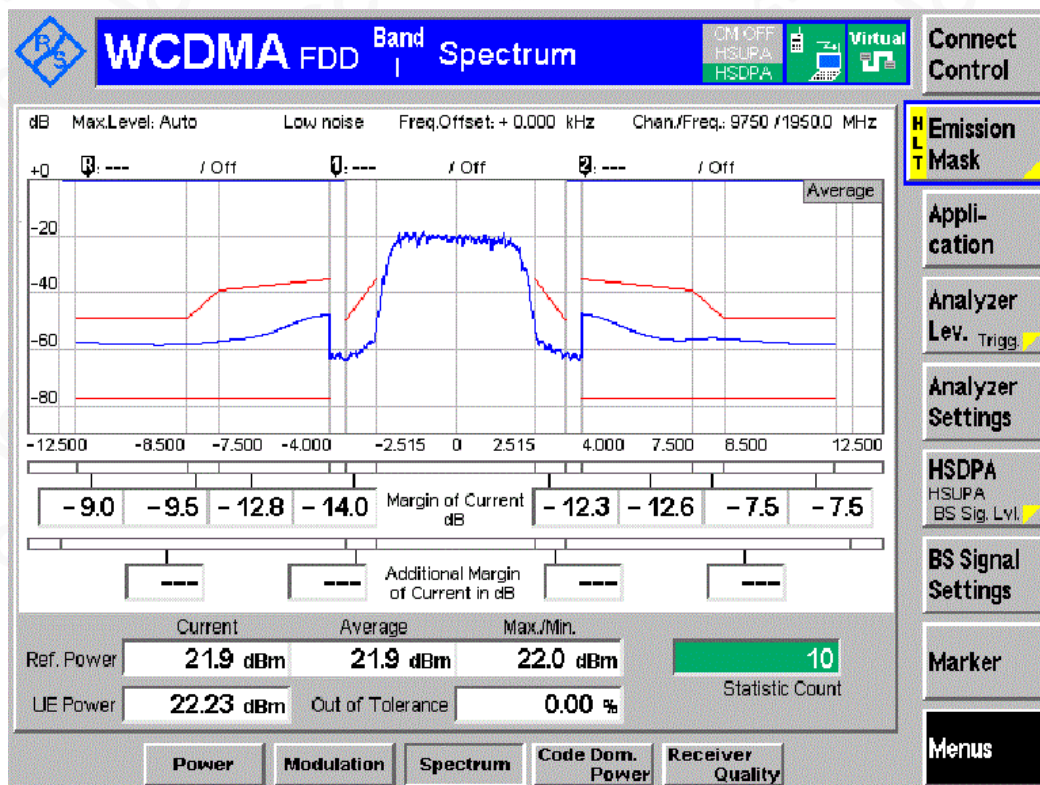 R&S
WCDMA FDD Band I Spectrum
CM OFF
HSUPA
HSDPA
Virtual
Connect Control
dB Max.Level: Auto Low noise Freq.Offset: + 0.000 kHz Chan./Freq.: 9750 / 1950.0 MHz
H L T Emission Mask
+0 R: --- / Off 1: --- / Off 2: --- / Off
Average
-20
-40
-60
-80
-12.500 -8.500 -7.500 -4.000 -2.515 0 2.515 4.000 7.500 8.500 12.500
- 9.0 - 9.5 - 12.8 - 14.0 Margin of Current dB - 12.3 - 12.6 - 7.5 - 7.5
--- --- Additional Margin of Current in dB --- ---
Current Average Max./Min.
Ref. Power 21.9 dBm 21.9 dBm 22.0 dBm 10
Statistic Count
UE Power 22.23 dBm Out of Tolerance 0.00 %
Appli-
cation
Analyzer
Lev. Trigg.
Analyzer
Settings
HSDPA
HSUPA
BS Sig. Lvl.
BS Signal
Settings
Marker
Menus
Power Modulation Spectrum Code Dom. Power Receiver Quality